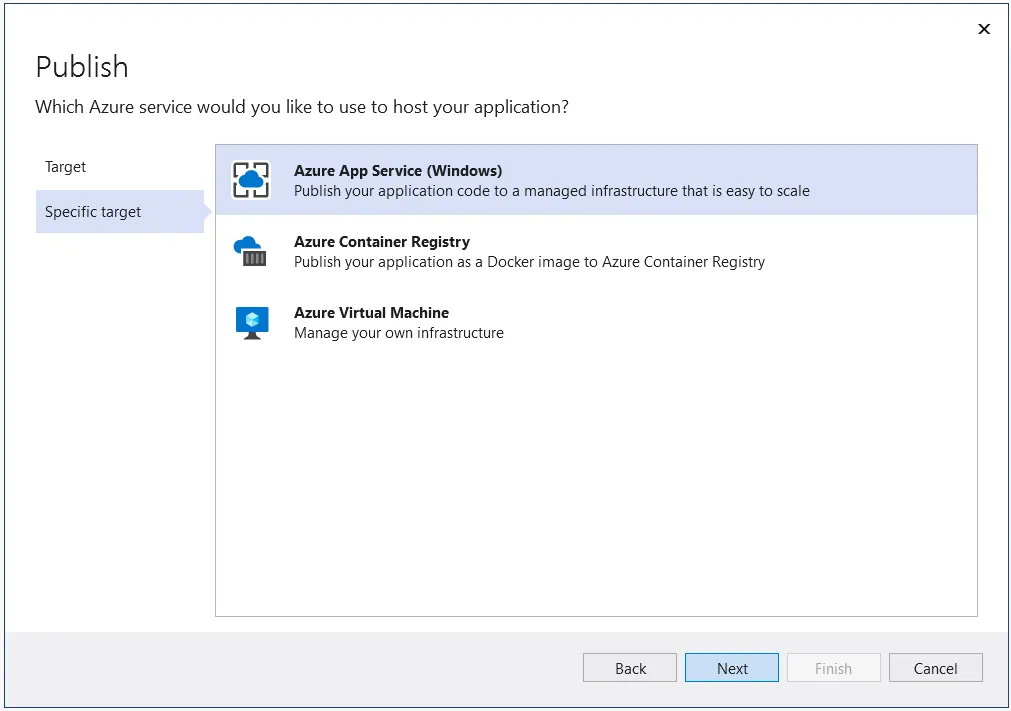 Publish
Which Azure service would you like to use to host your application?
Target
Specific target
Azure App Service (Windows)
Publish your application code to a managed infrastructure that is easy to scale
Azure Container Registry
Publish your application as a Docker image to Azure Container Registry
Azure Virtual Machine
Manage your own infrastructure
Back
Next
Finish
Cancel